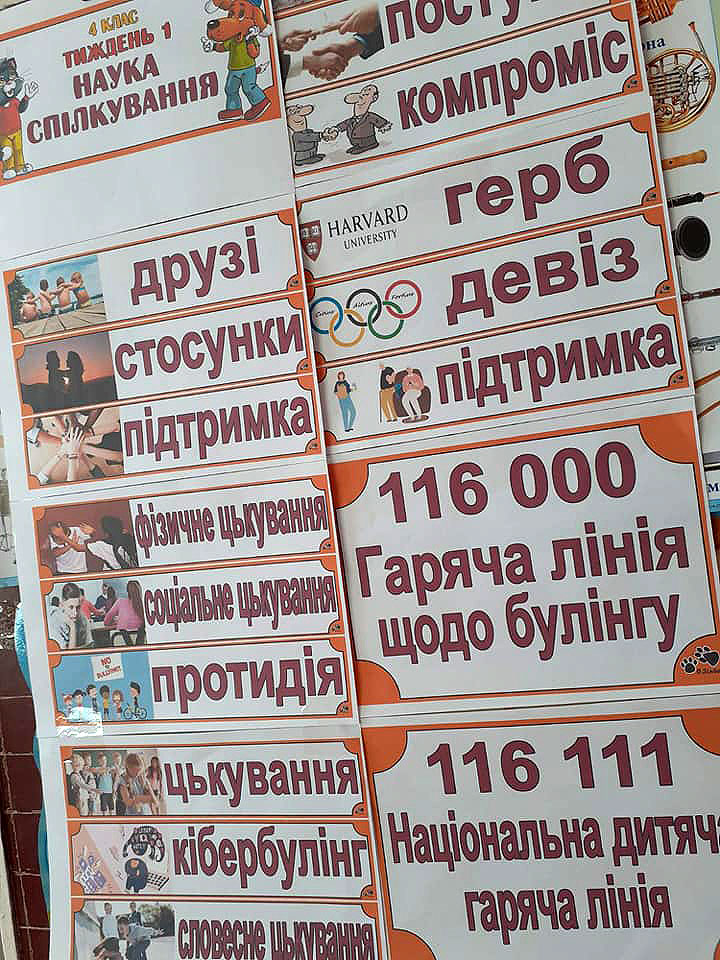 4 КЛАС
ТИЖДЕНЬ 1
НАУКА
СПІЛКУВАННЯ
друзі
стосунки
підтримка
фізичне цькування
соціальне цькування
NO
BULLYING!
протидія
цькування
кібербулінг
словесне цькування
компроміс
HARVARD
UNIVERSITY
герб
Citius Altius Fortius
девіз
підтримка
116 000
Гаряча лінія
щодо булінгу
116 111
Національна дитяча
гаряча лінія